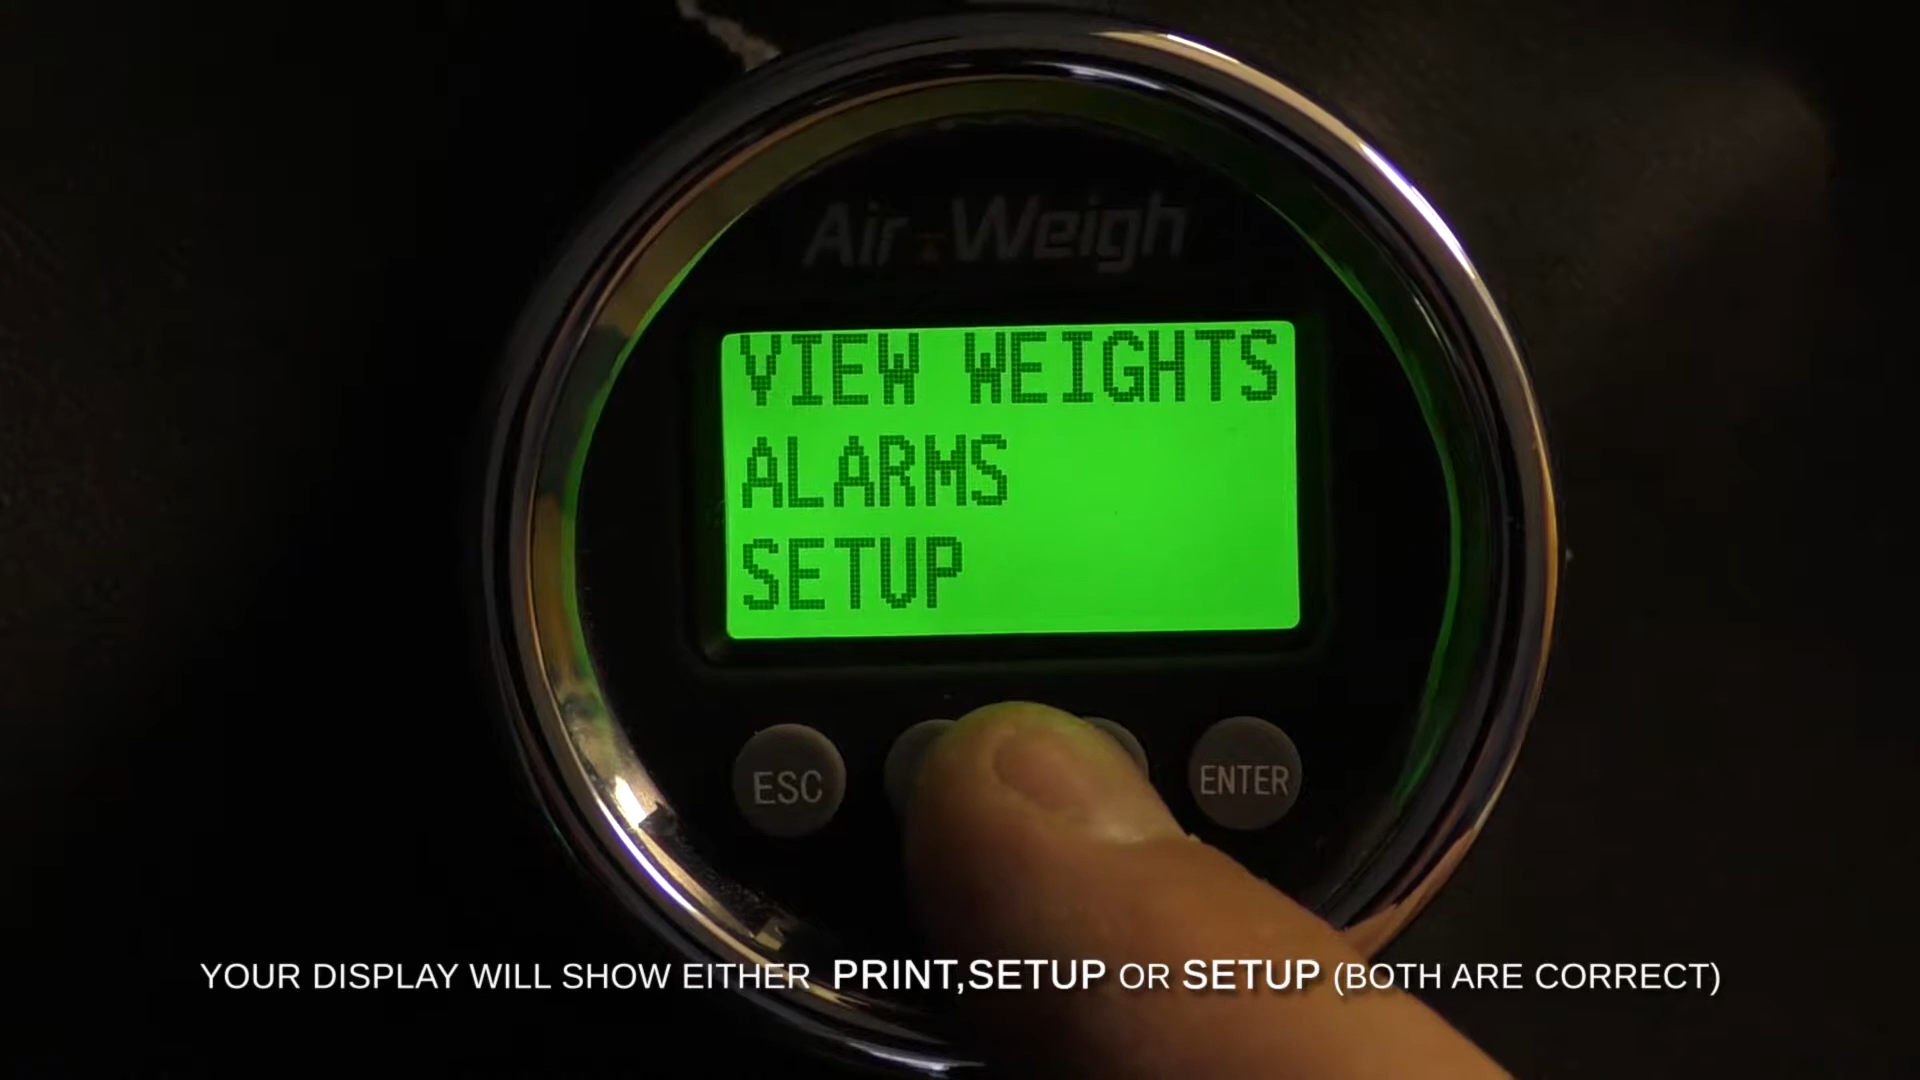 Air-Weigh
VIEW WEIGHTS
ALARMS
SETUP
ESC
ENTER
YOUR DISPLAY WILL SHOW EITHER PRINT,SETUP OR SETUP (BOTH ARE CORRECT)